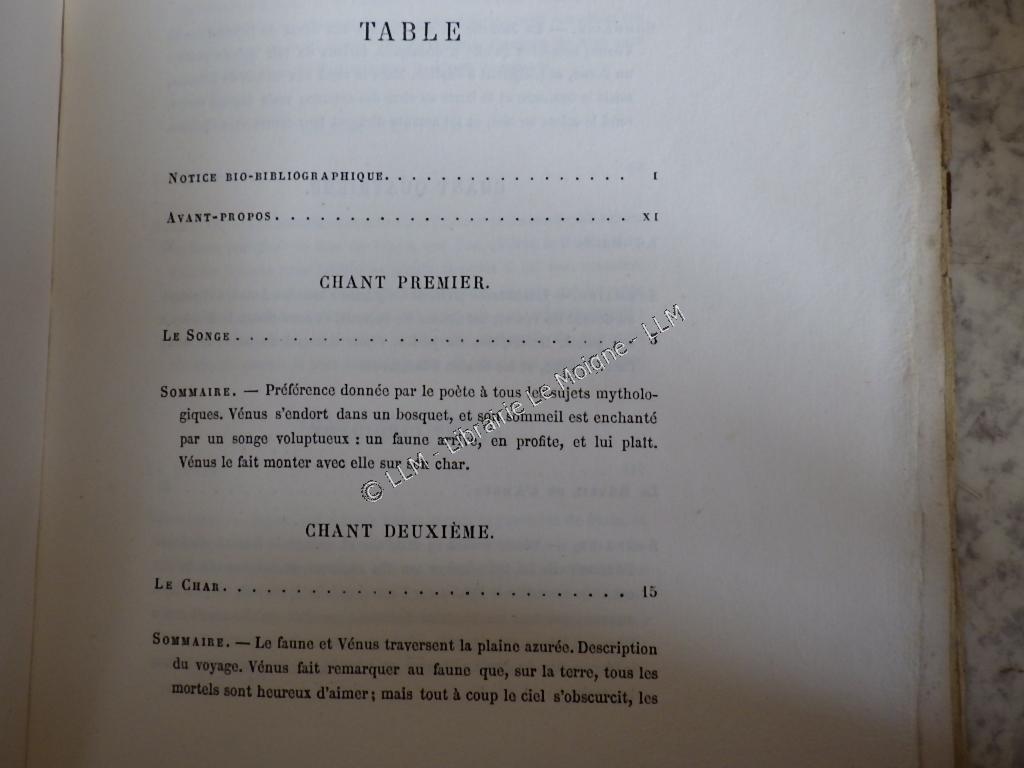 TABLE
NOTICE BIO-BIBLIOGRAPHIQUE. . . . . . . . . . . . . . . . . . I
AVANT-PROPOS. . . . . . . . . . . . . . . . . . . . . . . . XI
CHANT PREMIER.
LE SONGE . . . . . . . . . . . . . . . . . . . . . . . . . .
SOMMAIRE. — Préférence donnée par le poète à tous les sujets mytholo-
giques. Vénus s'endort dans un bosquet, et son sommeil est enchanté
par un songe voluptueux : un faune arrive, en profite, et lui plaît.
Vénus le fait monter avec elle sur son char.
© LLM - Librairie Le Moigne - LLM
CHANT DEUXIÈME.
LE CHAR. . . . . . . . . . . . . . . . . . . . . . . . . . 15
SOMMAIRE. — Le faune et Vénus traversent la plaine azurée. Description
du voyage. Vénus fait remarquer au faune que, sur la terre, tous les
mortels sont heureux d'aimer ; mais tout à coup le ciel s'obscurcit, les